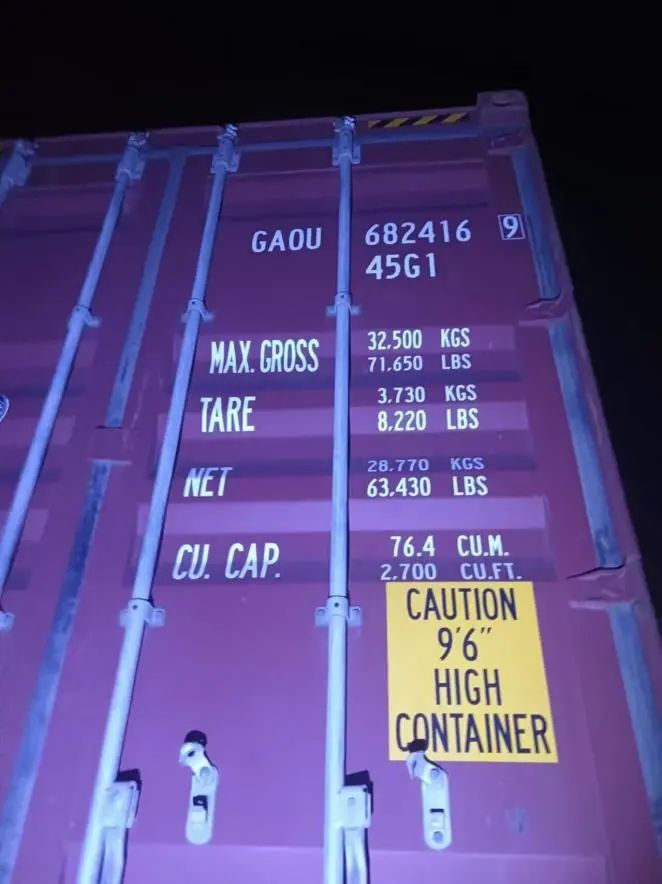 GAOU 682416 9
45G1
MAX. GROSS 32.500 KGS
71.650 LBS
TARE 3.730 KGS
8.220 LBS
NET 28.770 KGS
63.430 LBS
CU. CAP. 76.4 CU.M.
2.700 CU.FT.
CAUTION
9'6"
HIGH
CONTAINER